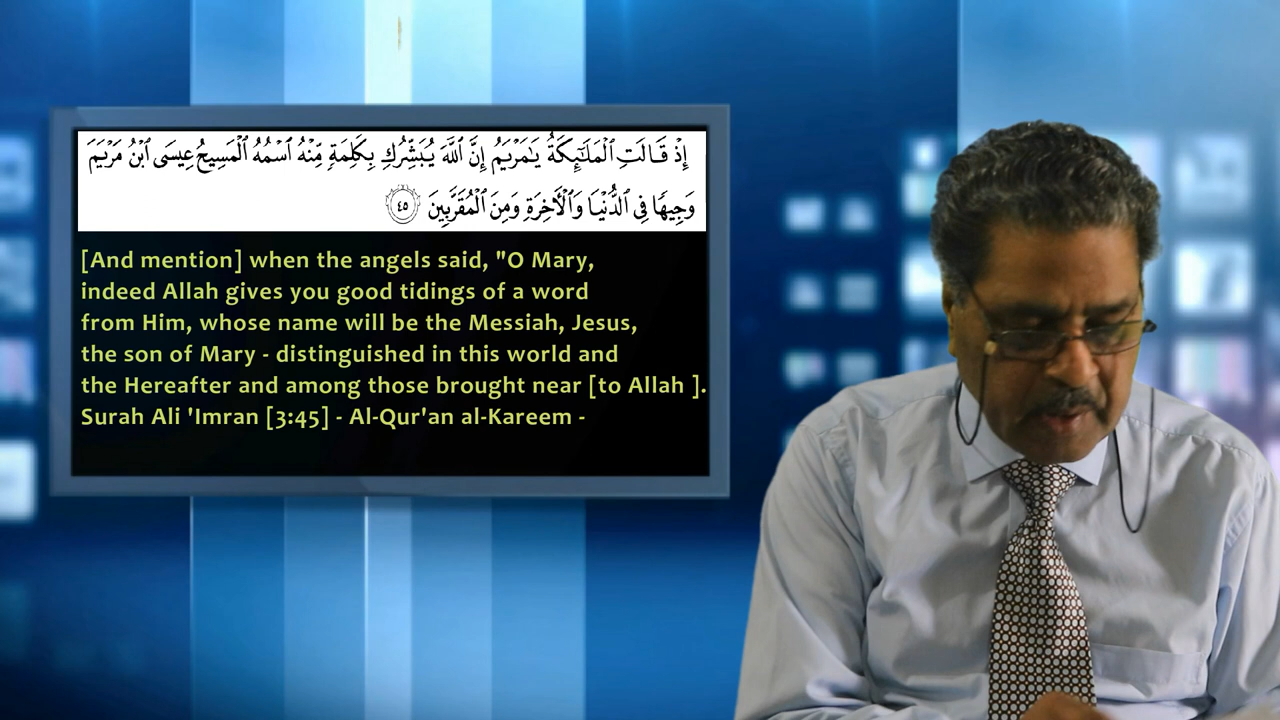 إِذْ قَالَتِ ٱلْمَلَـٰٓئِكَةُ يَـٰمَرْيَمُ إِنَّ ٱللَّهَ يُبَشِّرُكِ بِكَلِمَةٍ مِّنْهُ ٱسْمُهُ ٱلْمَسِيحُ عِيسَى ٱبْنُ مَرْيَمَ
وَجِيهًا فِى ٱلدُّنْيَا وَٱلْـَٔاخِرَةِ وَمِنَ ٱلْمُقَرَّبِينَ ٤٥
[And mention] when the angels said, "O Mary,
indeed Allah gives you good tidings of a word
from Him, whose name will be the Messiah, Jesus,
the son of Mary - distinguished in this world and
the Hereafter and among those brought near [to Allah ].
Surah Ali 'Imran [3:45] - Al-Qur'an al-Kareem -